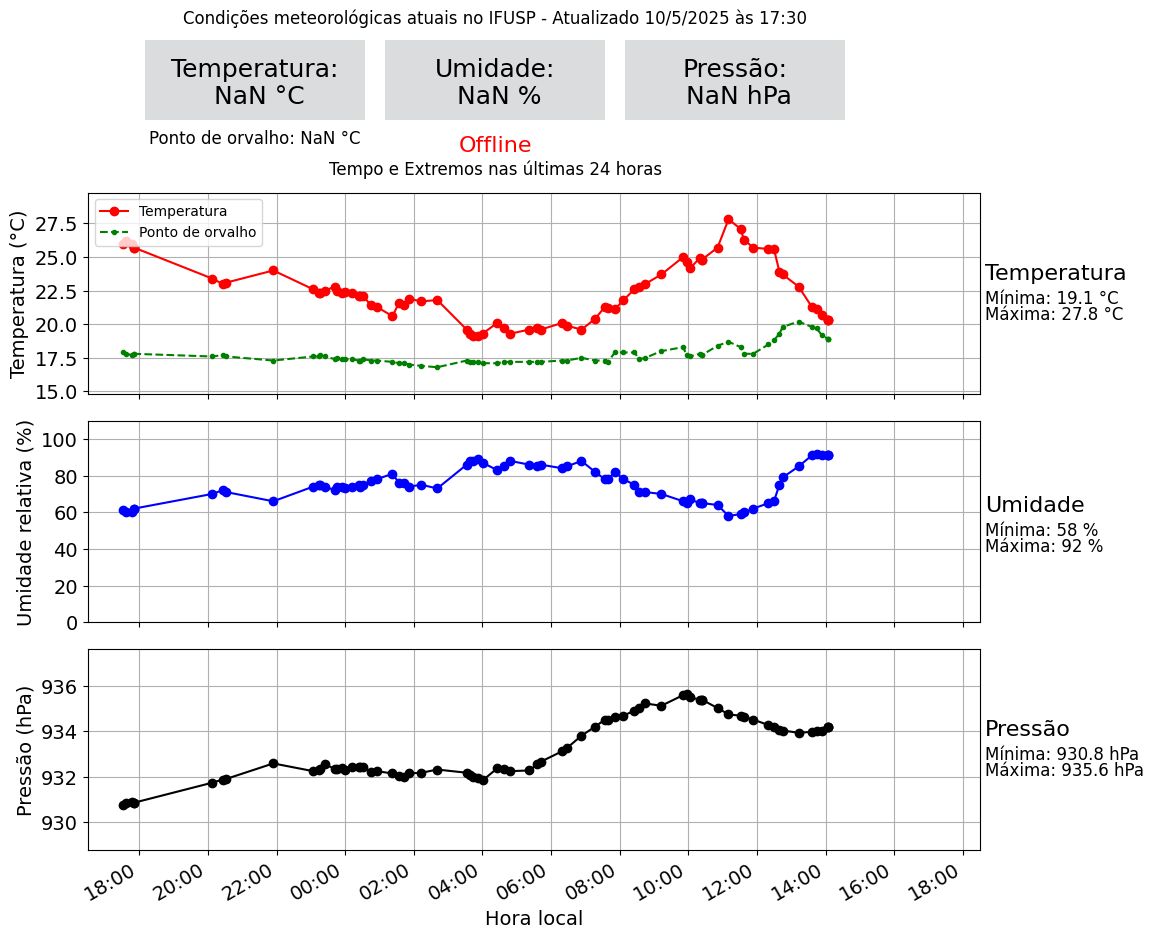 Condições meteorológicas atuais no IFUSP - Atualizado 10/5/2025 às 17:30
Temperatura:
NaN °C
Umidade:
NaN %
Pressão:
NaN hPa
Ponto de orvalho: NaN °C
Offline
Tempo e Extremos nas últimas 24 horas
Temperatura (°C)
27.5
25.0
22.5
20.0
17.5
15.0
Temperatura
Ponto de orvalho
Temperatura
Mínima: 19.1 °C
Máxima: 27.8 °C
Umidade relativa (%)
100
80
60
40
20
0
Umidade
Mínima: 58 %
Máxima: 92 %
Pressão (hPa)
936
934
932
930
Pressão
Mínima: 930.8 hPa
Máxima: 935.6 hPa
18:00 20:00 22:00 00:00 02:00 04:00 06:00 08:00 10:00 12:00 14:00 16:00 18:00
Hora local